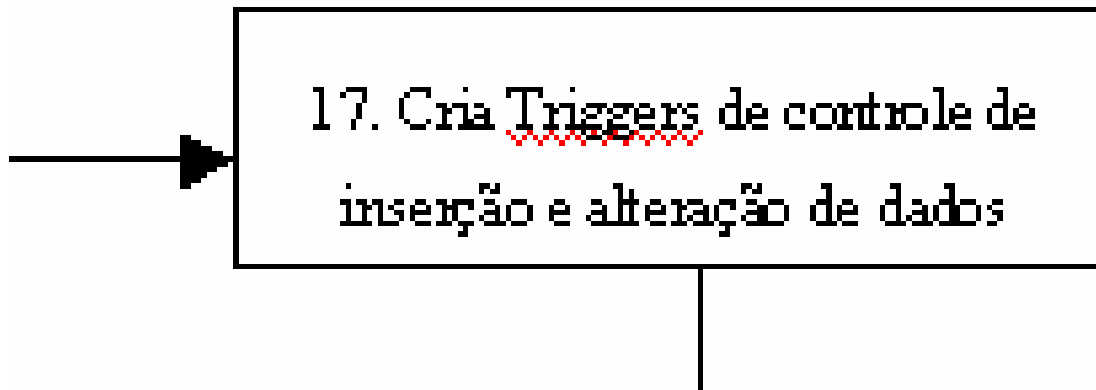 17. Cria Triggers de controle de
inserção e alteração de dados